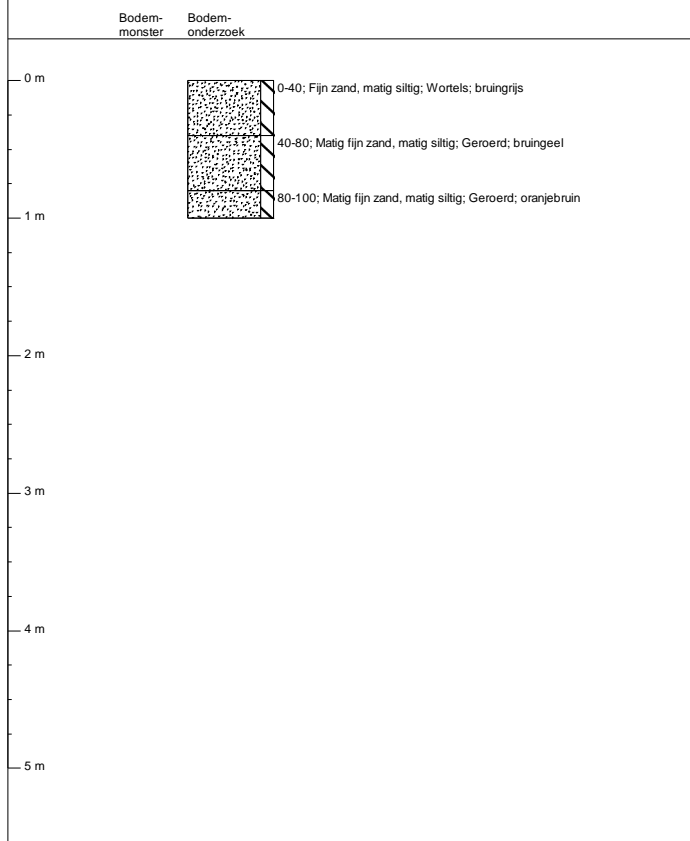 Bodem-
monster
Bodem-
onderzoek
0 m
0-40; Fijn zand, matig siltig; Wortels; bruingrijs
40-80; Matig fijn zand, matig siltig; Geroerd; bruingeel
80-100; Matig fijn zand, matig siltig; Geroerd; oranjebruin
1 m
2 m
3 m
4 m
5 m